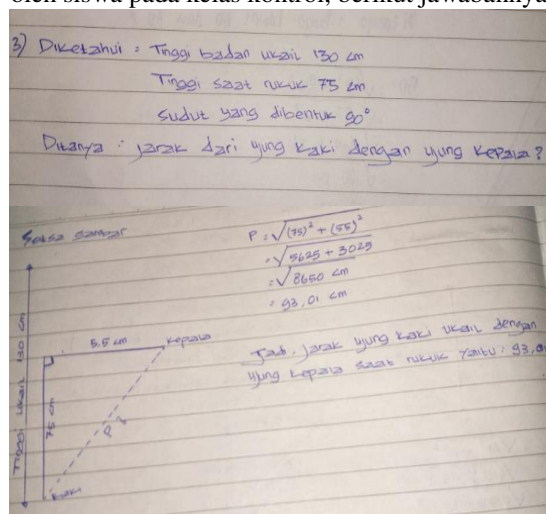 oleh siswa pada kelas kontrol, berikut jawabannya
3) Diketahui = Tinggi badan ukail 130 cm
Tinggi saat rukuk 75 cm
sudut yang dibentuk 90°
Ditanya : jarak dari ujung kaki dengan ujung kepala ?
gambar
P = √(75)² + (55)²
= √5625 + 3025
= √8650 cm
= 93,01 cm
Jadi, jarak ujung kaki ukail dengan
ujung kepala saat rukuk yaitu : 93,0
5,5 cm
kepala
Tinggi ukail 130 cm
75 cm
P
kaki